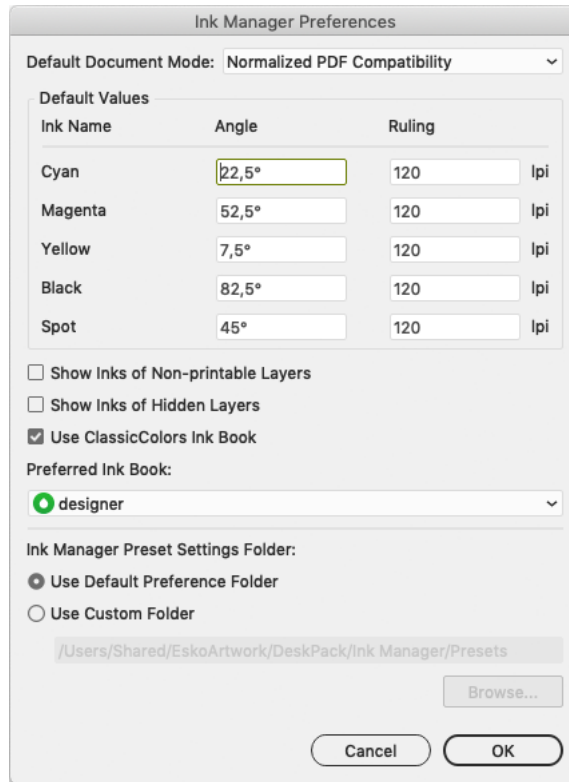 Ink Manager Preferences
Default Document Mode: Normalized PDF Compatibility
Default Values
Ink Name Angle Ruling
Cyan 22,5° 120 lpi
Magenta 52,5° 120 lpi
Yellow 7,5° 120 lpi
Black 82,5° 120 lpi
Spot 45° 120 lpi
Show Inks of Non-printable Layers
Show Inks of Hidden Layers
Use ClassicColors Ink Book
Preferred Ink Book:
designer
Ink Manager Preset Settings Folder:
Use Default Preference Folder
Use Custom Folder
/Users/Shared/EskoArtwork/DeskPack/Ink Manager/Presets
Browse...
Cancel OK